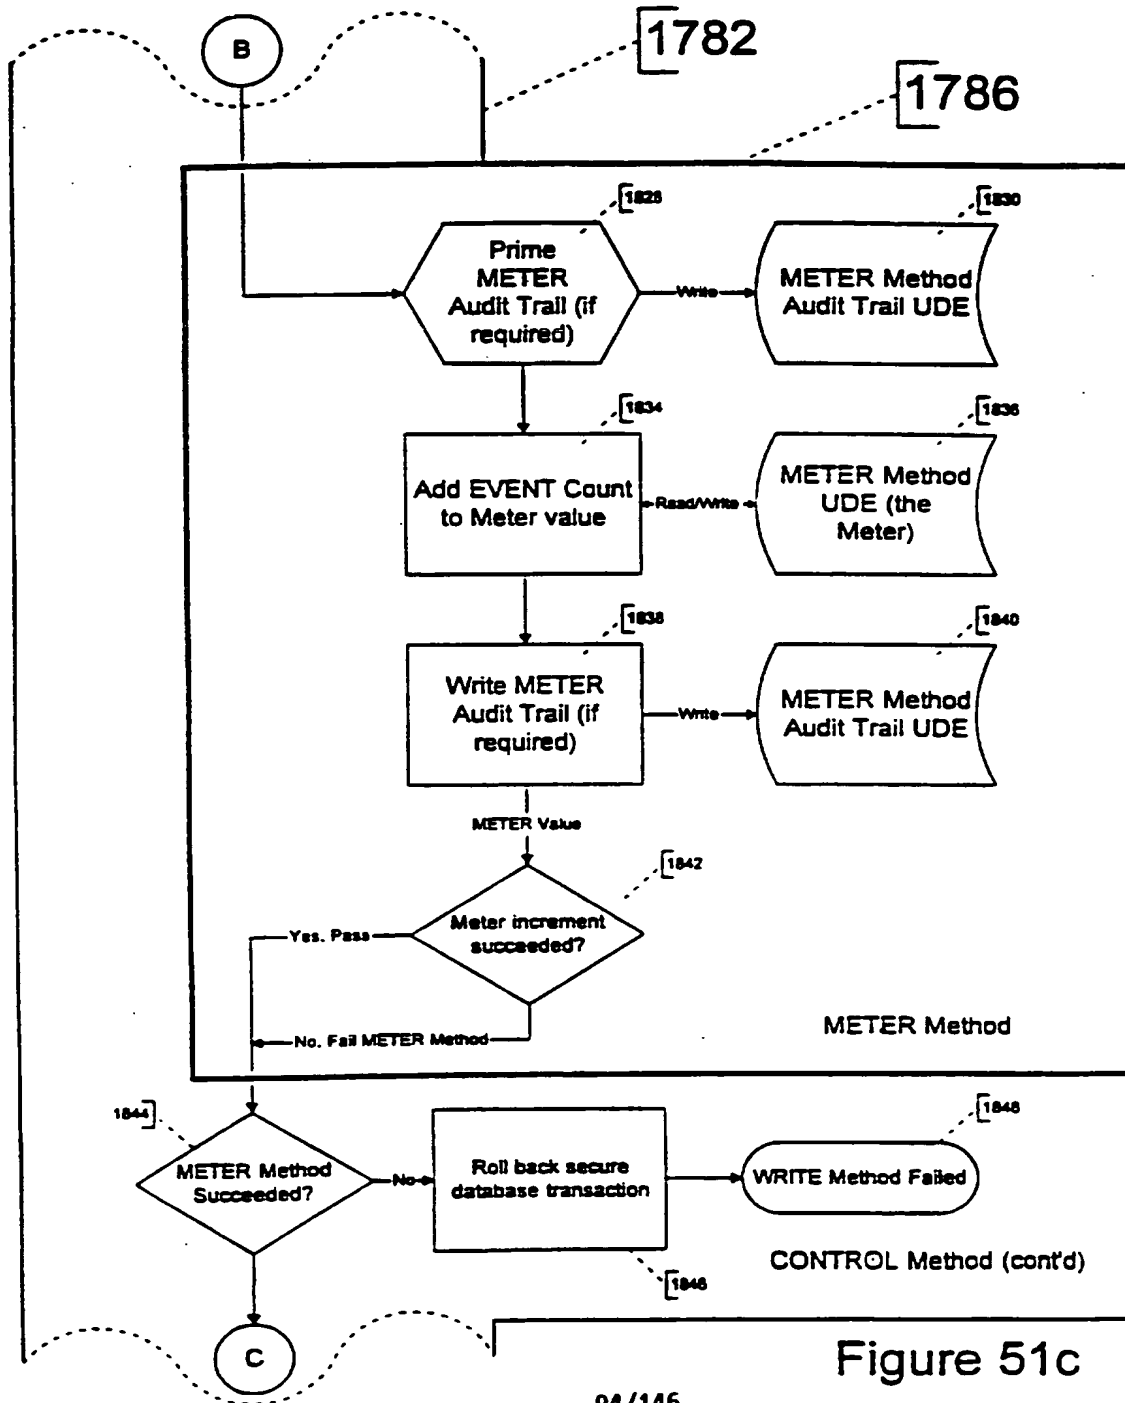 B
1782
1786
1828
Prime
METER
Audit Trail (if
required)
Write
1830
METER Method
Audit Trail UDE
1834
Add EVENT Count
to Meter value
Read/Write
1836
METER Method
UDE (the
Meter)
1838
Write METER
Audit Trail (if
required)
Write
1840
METER Method
Audit Trail UDE
METER Value
1842
Meter increment
succeeded?
Yes. Pass
No. Fail METER Method
METER Method
1844
METER Method
Succeeded?
No
Roll back secure
database transaction
1846
1848
WRITE Method Failed
CONTROL Method (cont'd)
C
Figure 51c
94/146